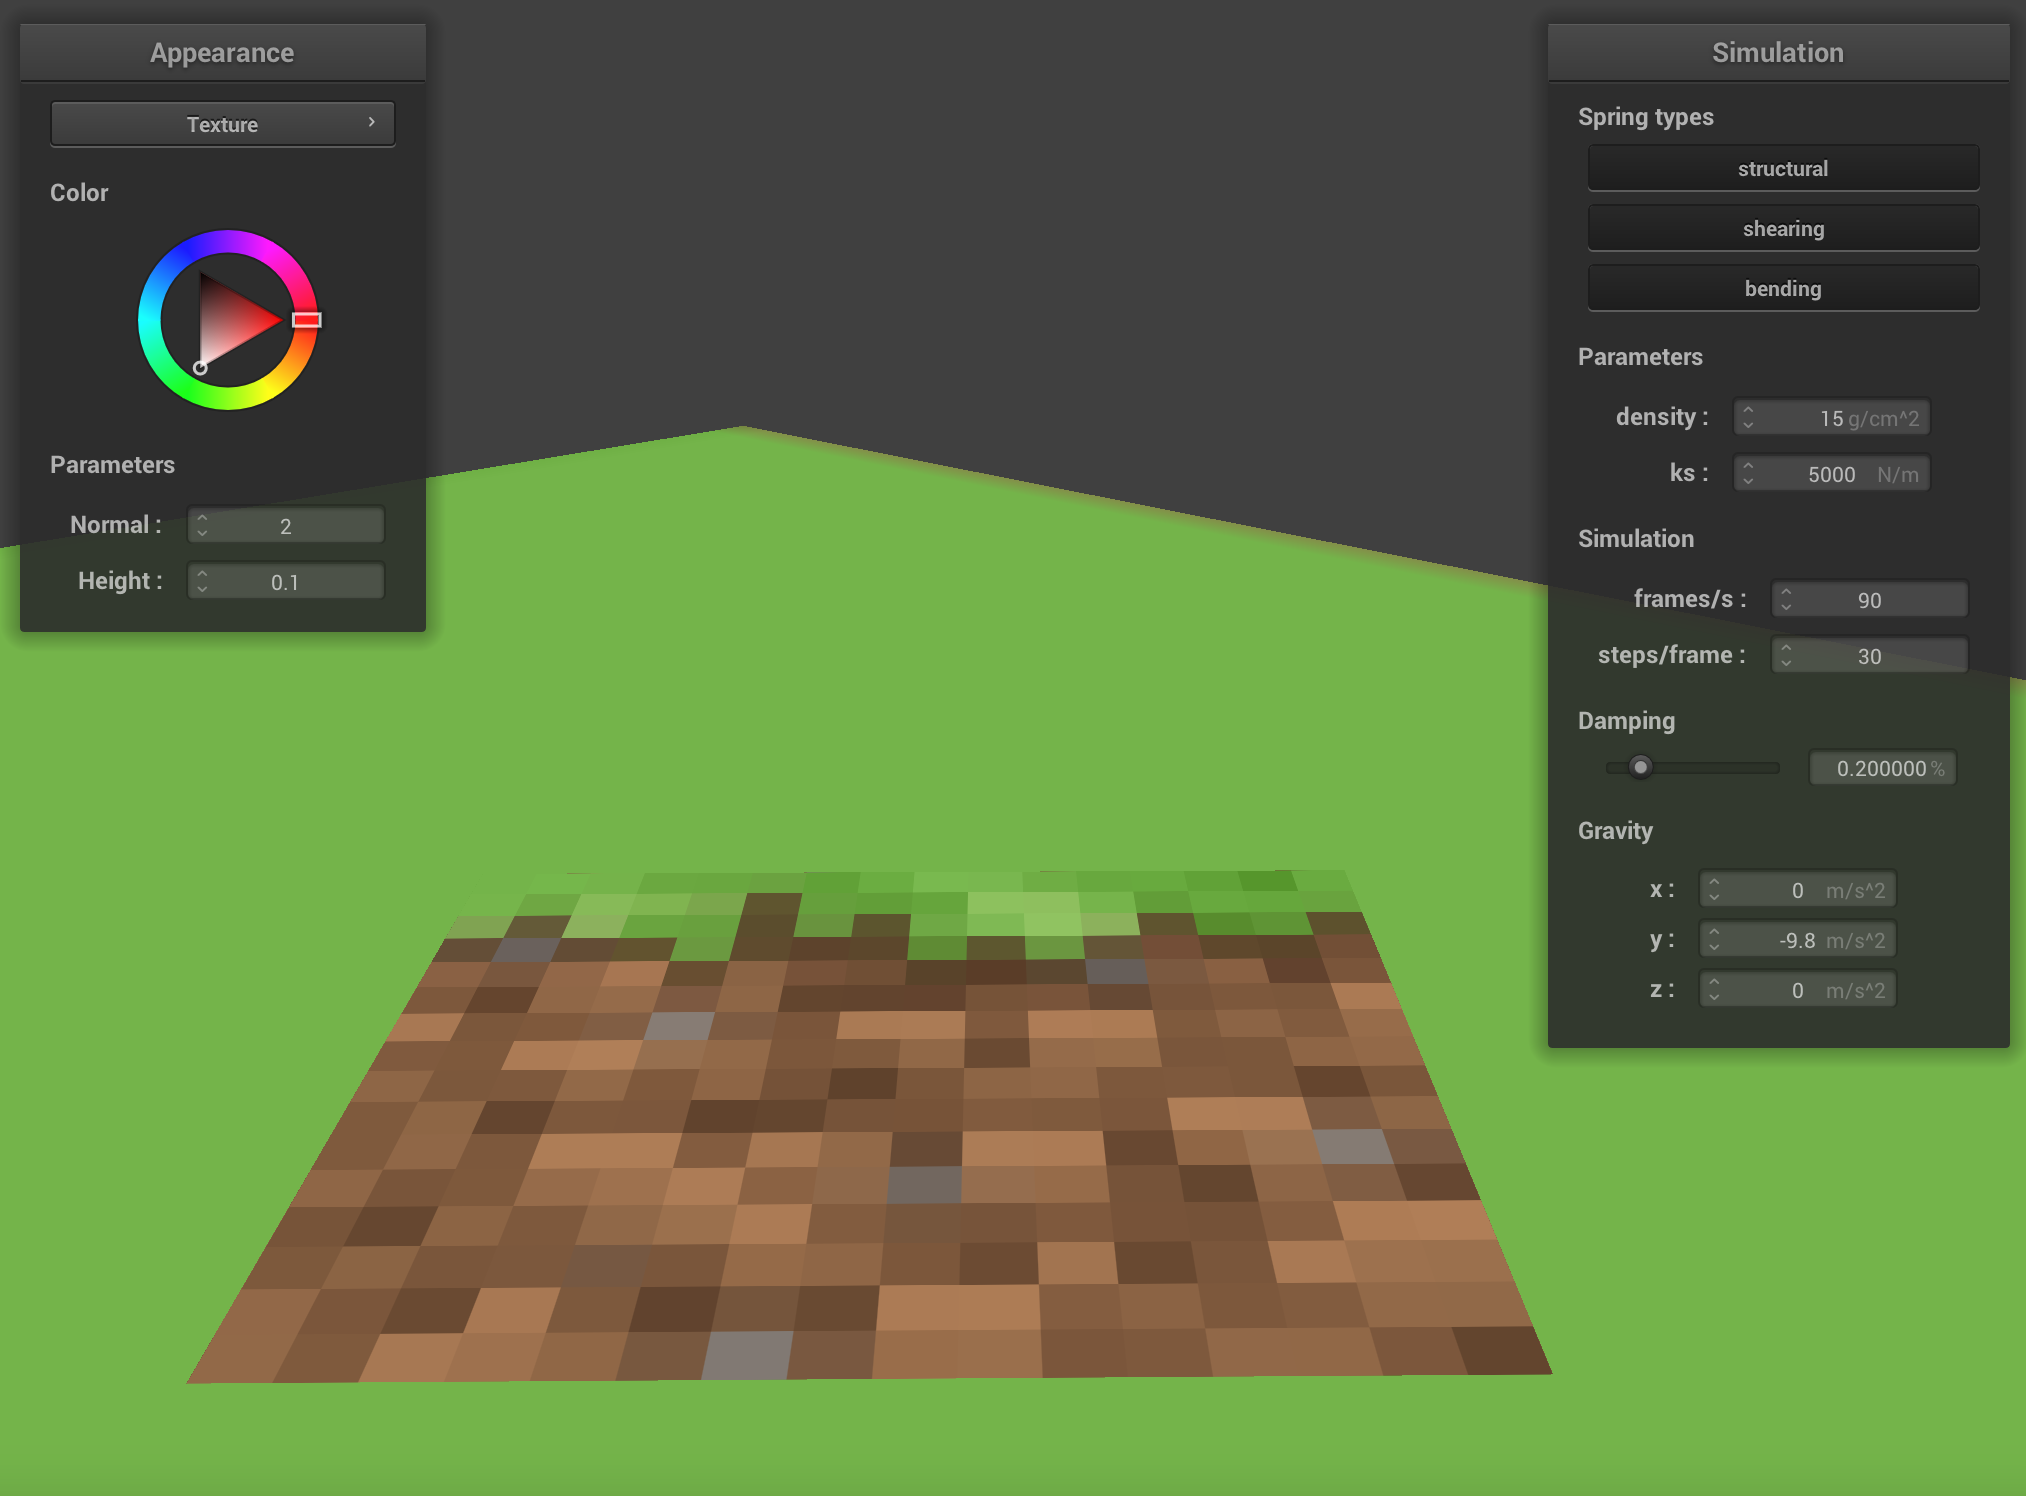 Appearance
Texture
Color
Parameters
Normal : 2
Height : 0.1
Simulation
Spring types
structural
shearing
bending
Parameters
density : 15 g/cm^2
ks : 5000 N/m
Simulation
frames/s : 90
steps/frame : 30
Damping
0.200000 %
Gravity
x : 0 m/s^2
y : -9.8 m/s^2
z : 0 m/s^2